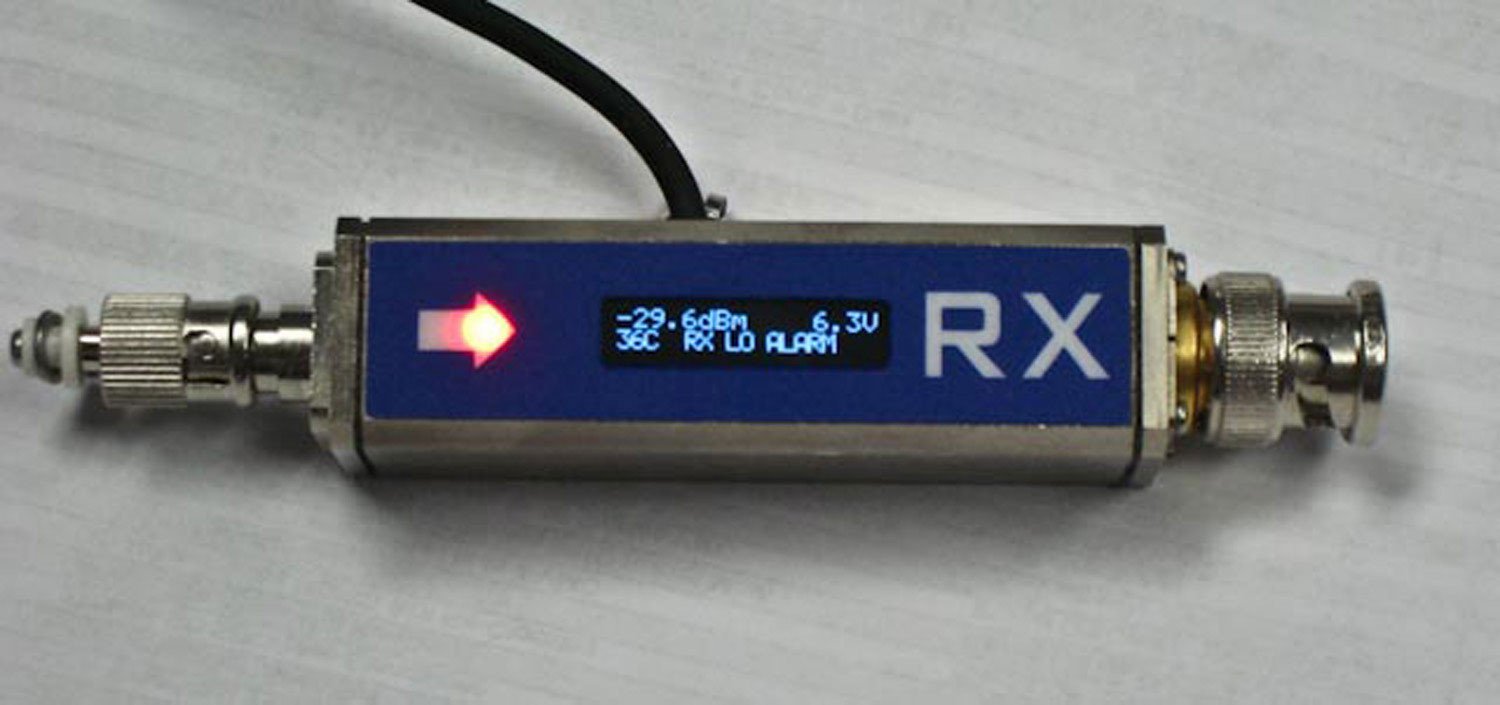 -29.6dBm 6.3V
36C RX LO ALARM
RX